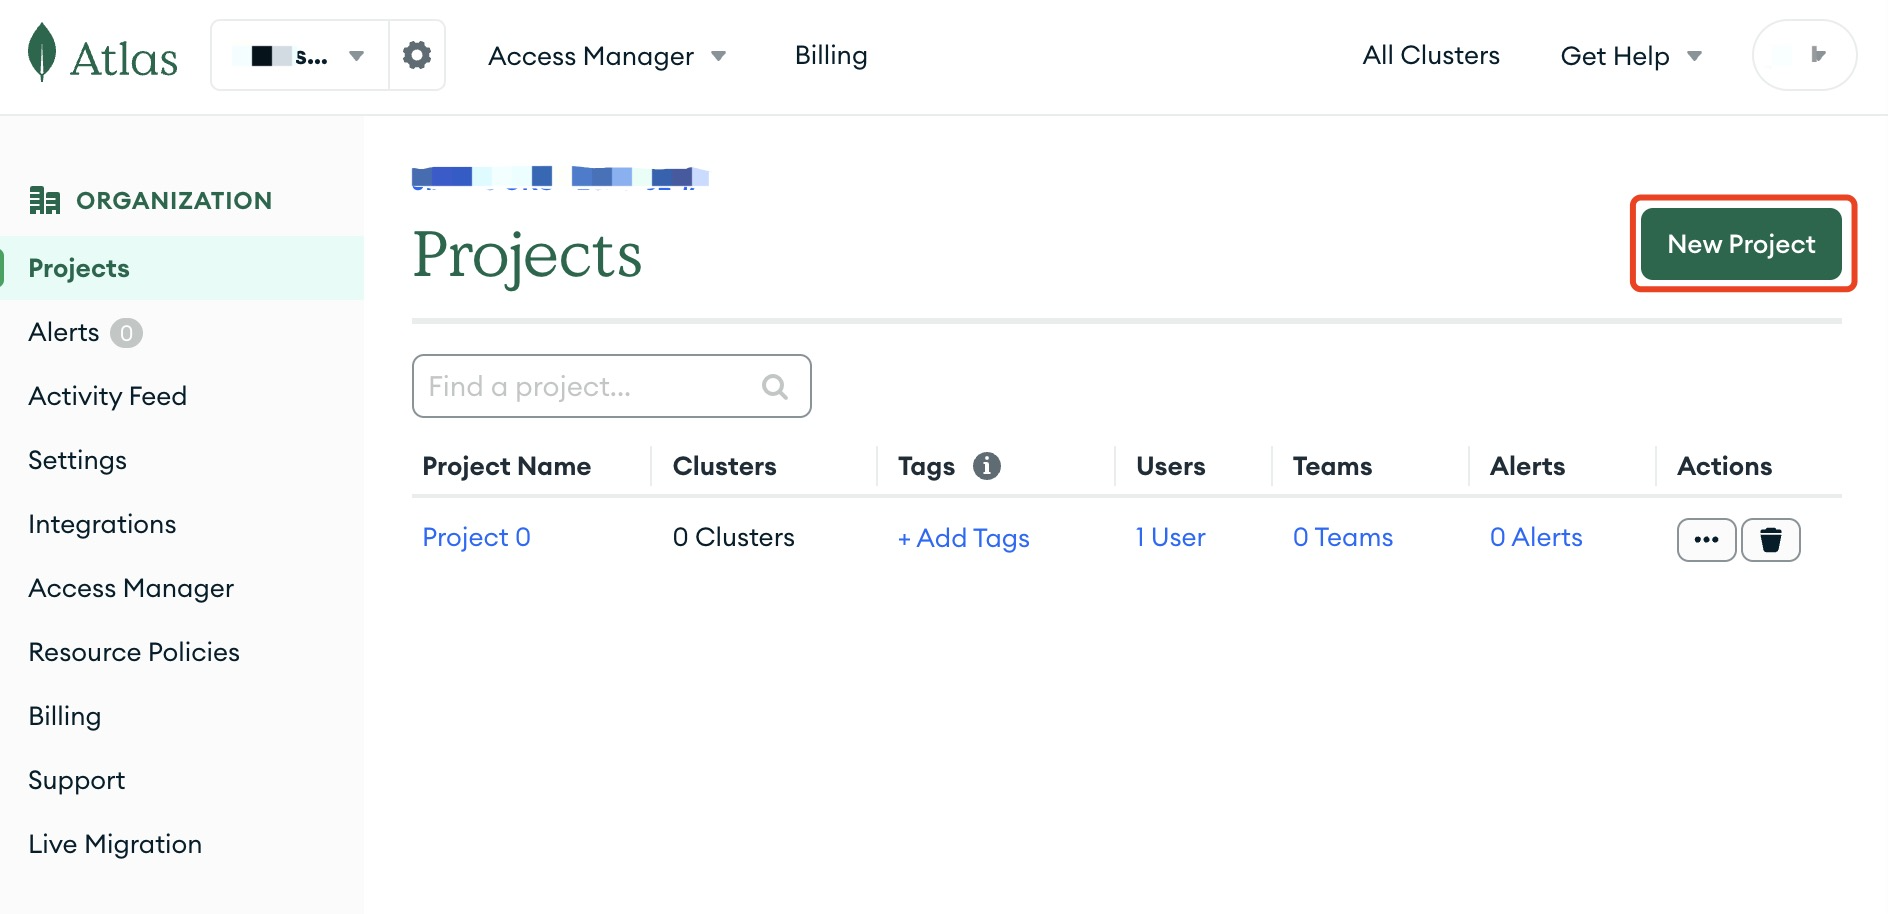 Atlas
s...
Access Manager
Billing
All Clusters
Get Help
ORGANIZATION
Projects
Alerts 0
Activity Feed
Settings
Integrations
Access Manager
Resource Policies
Billing
Support
Live Migration
Projects
New Project
Find a project...
Project Name Clusters Tags Users Teams Alerts Actions
Project 0 0 Clusters + Add Tags 1 User 0 Teams 0 Alerts